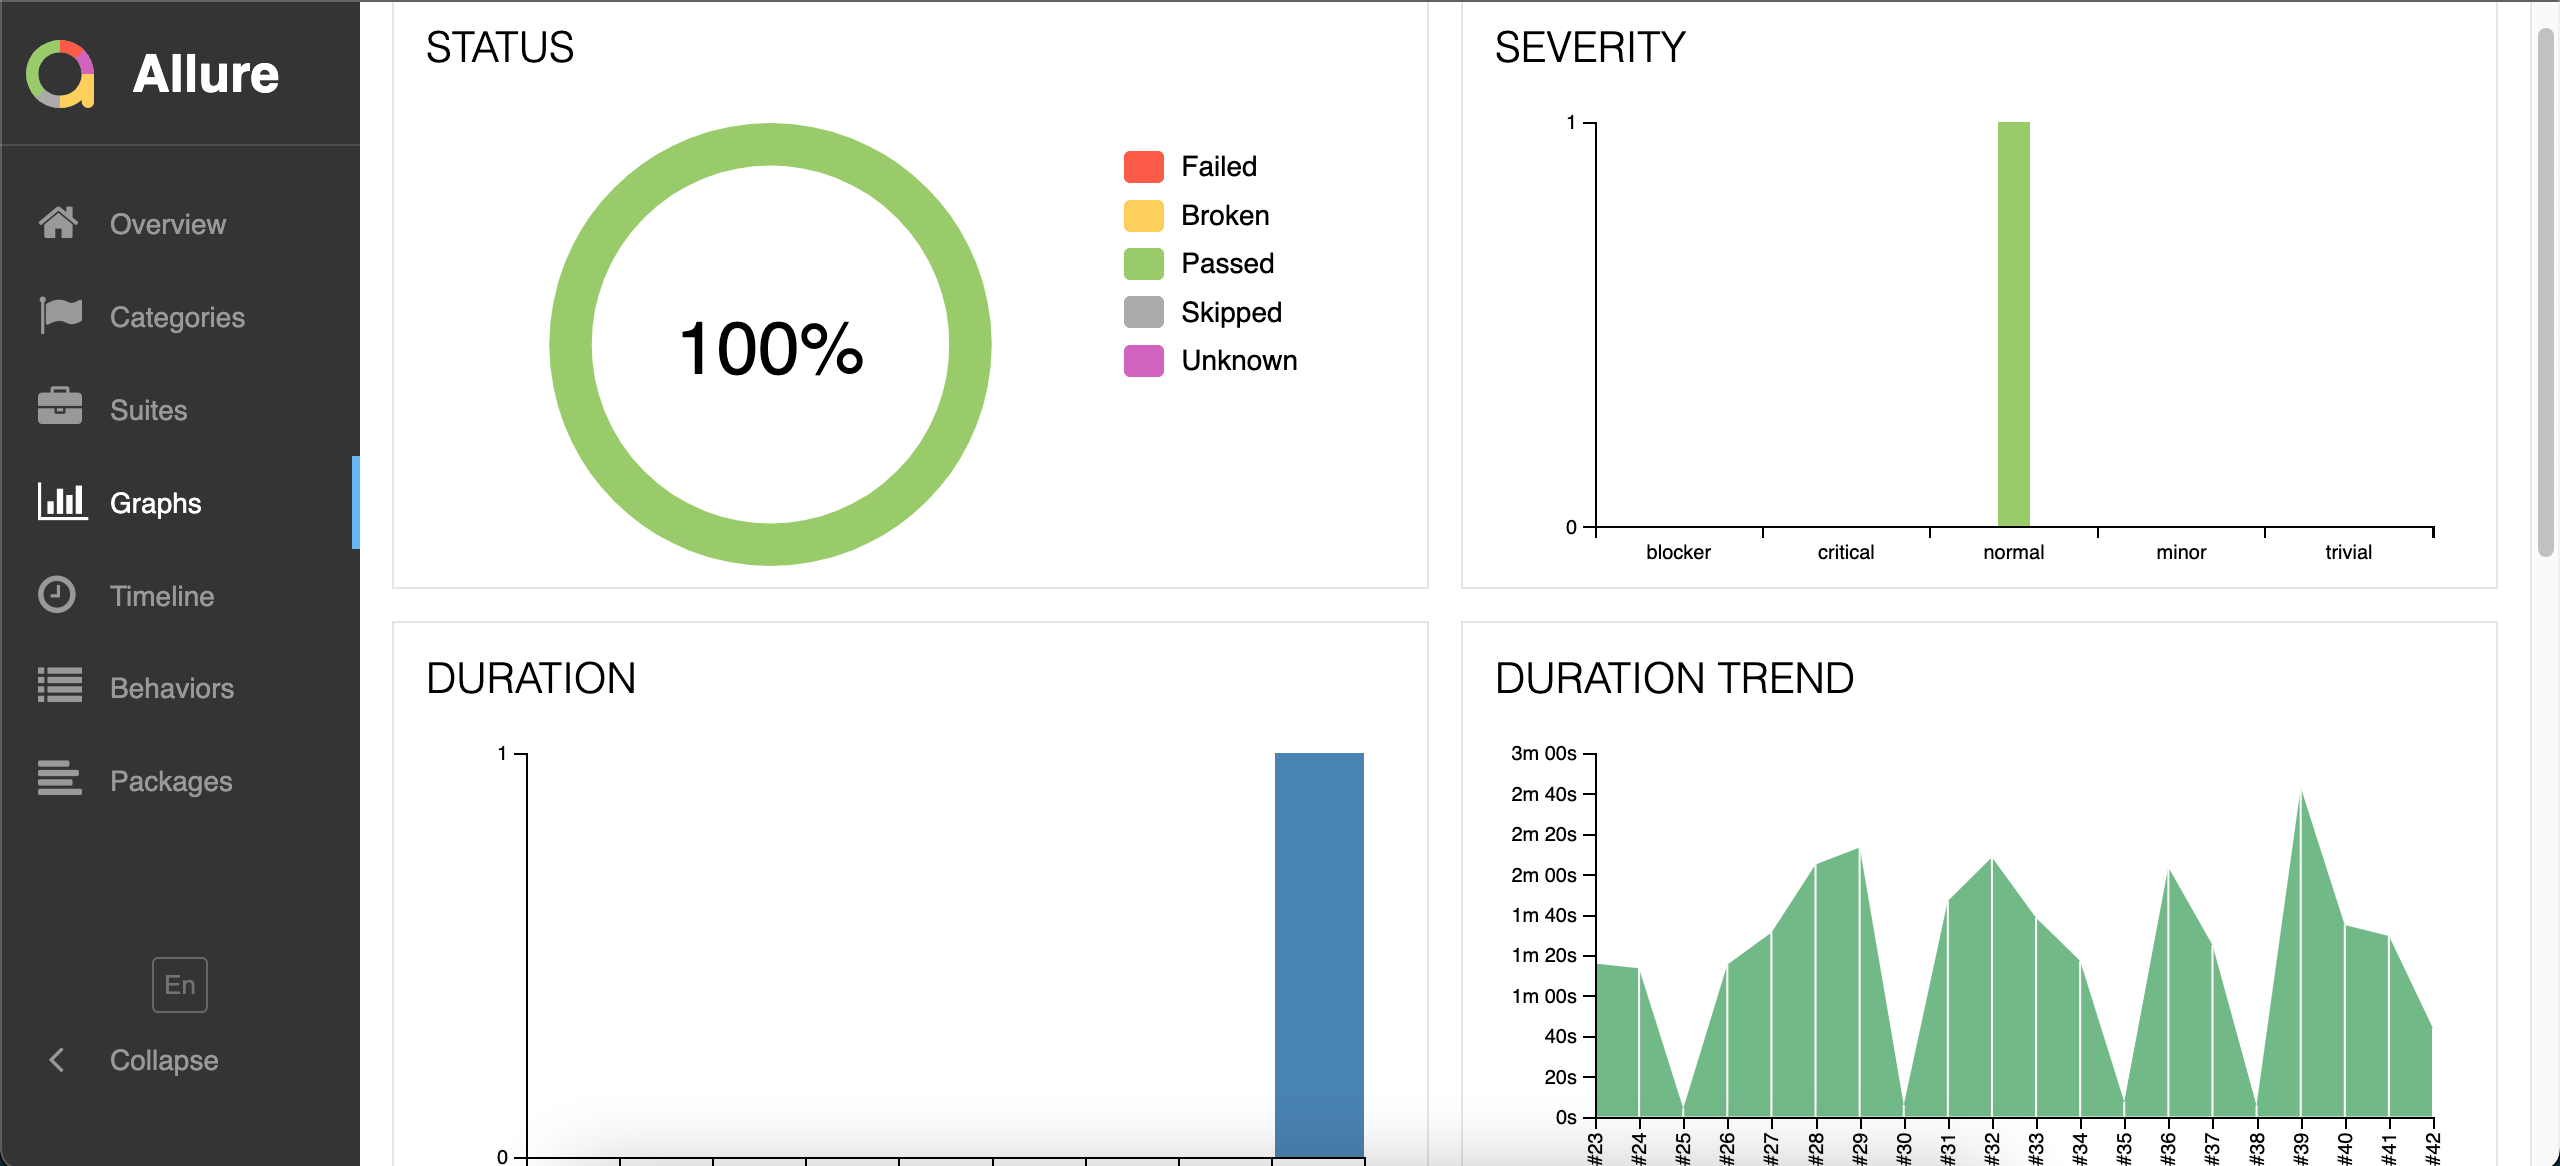 Allure
Overview
Categories
Suites
Graphs
Timeline
Behaviors
Packages
En
Collapse
STATUS
100%
Failed
Broken
Passed
Skipped
Unknown
SEVERITY
1
0
blocker critical normal minor trivial
DURATION
1
0
DURATION TREND
3m 00s
2m 40s
2m 20s
2m 00s
1m 40s
1m 20s
1m 00s
40s
20s
0s
#23 #24 #25 #26 #27 #28 #29 #30 #31 #32 #33 #34 #35 #36 #37 #38 #39 #40 #41 #42